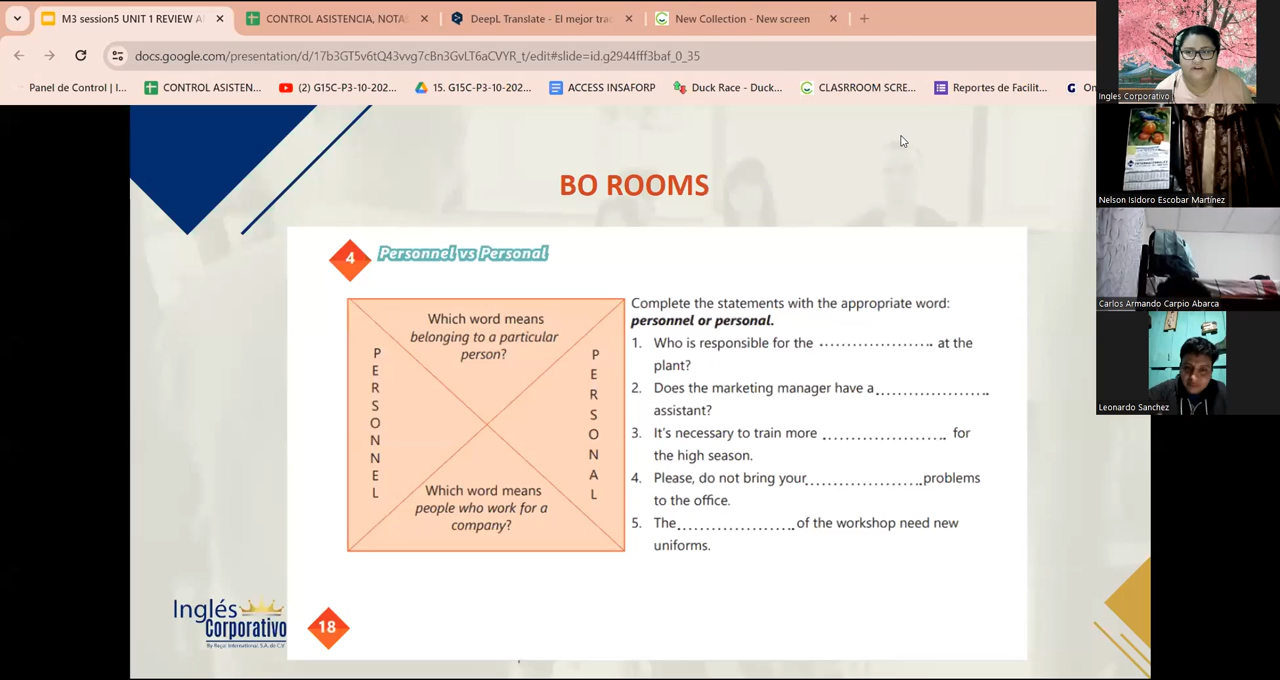 M3 session5 UNIT 1 REVIEW A
CONTROL ASISTENCIA, NOTAS
DeepL Translate - El mejor tra
New Collection - New screen
docs.google.com/presentation/d/17b3GT5v6tQ43vvg7cBn3GvLT6aCVYR_t/edit#slide=id.g2944fff3baf_0_35
Panel de Control | I...
CONTROL ASISTEN...
(2) G15C-P3-10-202...
15. G15C-P3-10-202...
ACCESS INSAFORP
Duck Race - Duck...
CLASRROOM SCRE...
Reportes de Facilit...
BO ROOMS
4
Personnel vs Personal
Which word means
belonging to a particular
person?
PERSONNEL
PERSONAL
Which word means
people who work for a
company?
Complete the statements with the appropriate word:
personnel or personal.
1. Who is responsible for the .................... at the
plant?
2. Does the marketing manager have a ....................
assistant?
3. It's necessary to train more .................... for
the high season.
4. Please, do not bring your .................... problems
to the office.
5. The .................... of the workshop need new
uniforms.
18
Inglés
Corporativo
Ingles Corporativo
Nelson Isidoro Escobar Martínez
Carlos Armando Carpio Abarca
Leonardo Sanchez